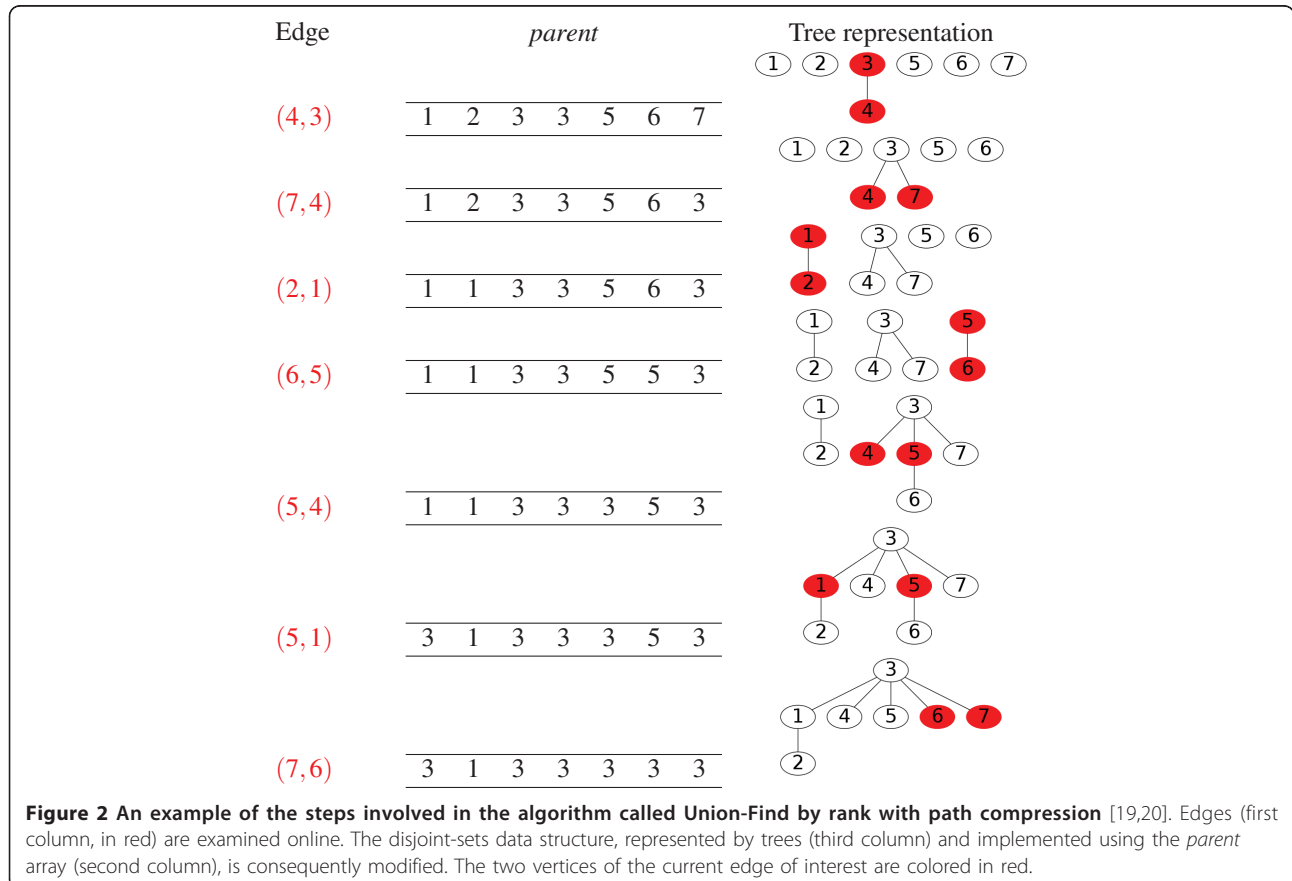 Edge parent Tree representation
1 2 3 5 6 7
4
(4,3) 1 2 3 3 5 6 7
1 2 3 5 6
4 7
(7,4) 1 2 3 3 5 6 3
1 3 5 6
2 4 7
(2,1) 1 1 3 3 5 6 3
1 3 5
2 4 7 6
(6,5) 1 1 3 3 5 5 3
1 3
2 4 5 7
6
(5,4) 1 1 3 3 3 5 3
3
1 4 5 7
2 6
(5,1) 3 1 3 3 3 5 3
3
1 4 5 6 7
2
(7,6) 3 1 3 3 3 3 3
Figure 2 An example of the steps involved in the algorithm called Union-Find by rank with path compression [19,20]. Edges (first
column, in red) are examined online. The disjoint-sets data structure, represented by trees (third column) and implemented using the parent
array (second column), is consequently modified. The two vertices of the current edge of interest are colored in red.